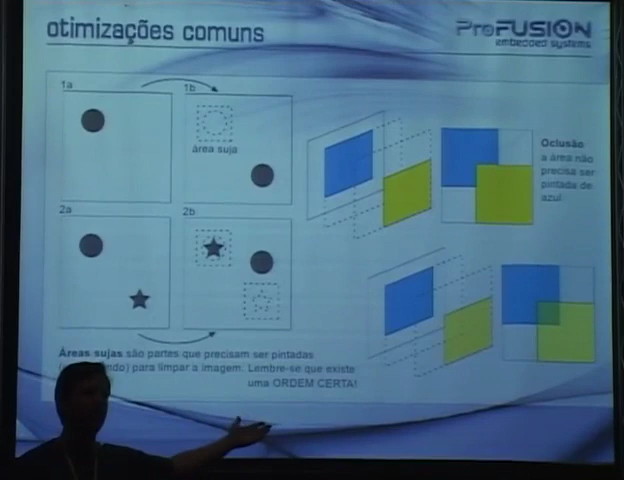 otimizações comuns
ProFUSION
embedded systems
1a
1b
área suja
2a
2b
Oclusão
a área não
precisa ser
pintada de
azul
Áreas sujas são partes que precisam ser pintadas
para limpar a imagem. Lembre-se que existe
uma ORDEM CERTA!